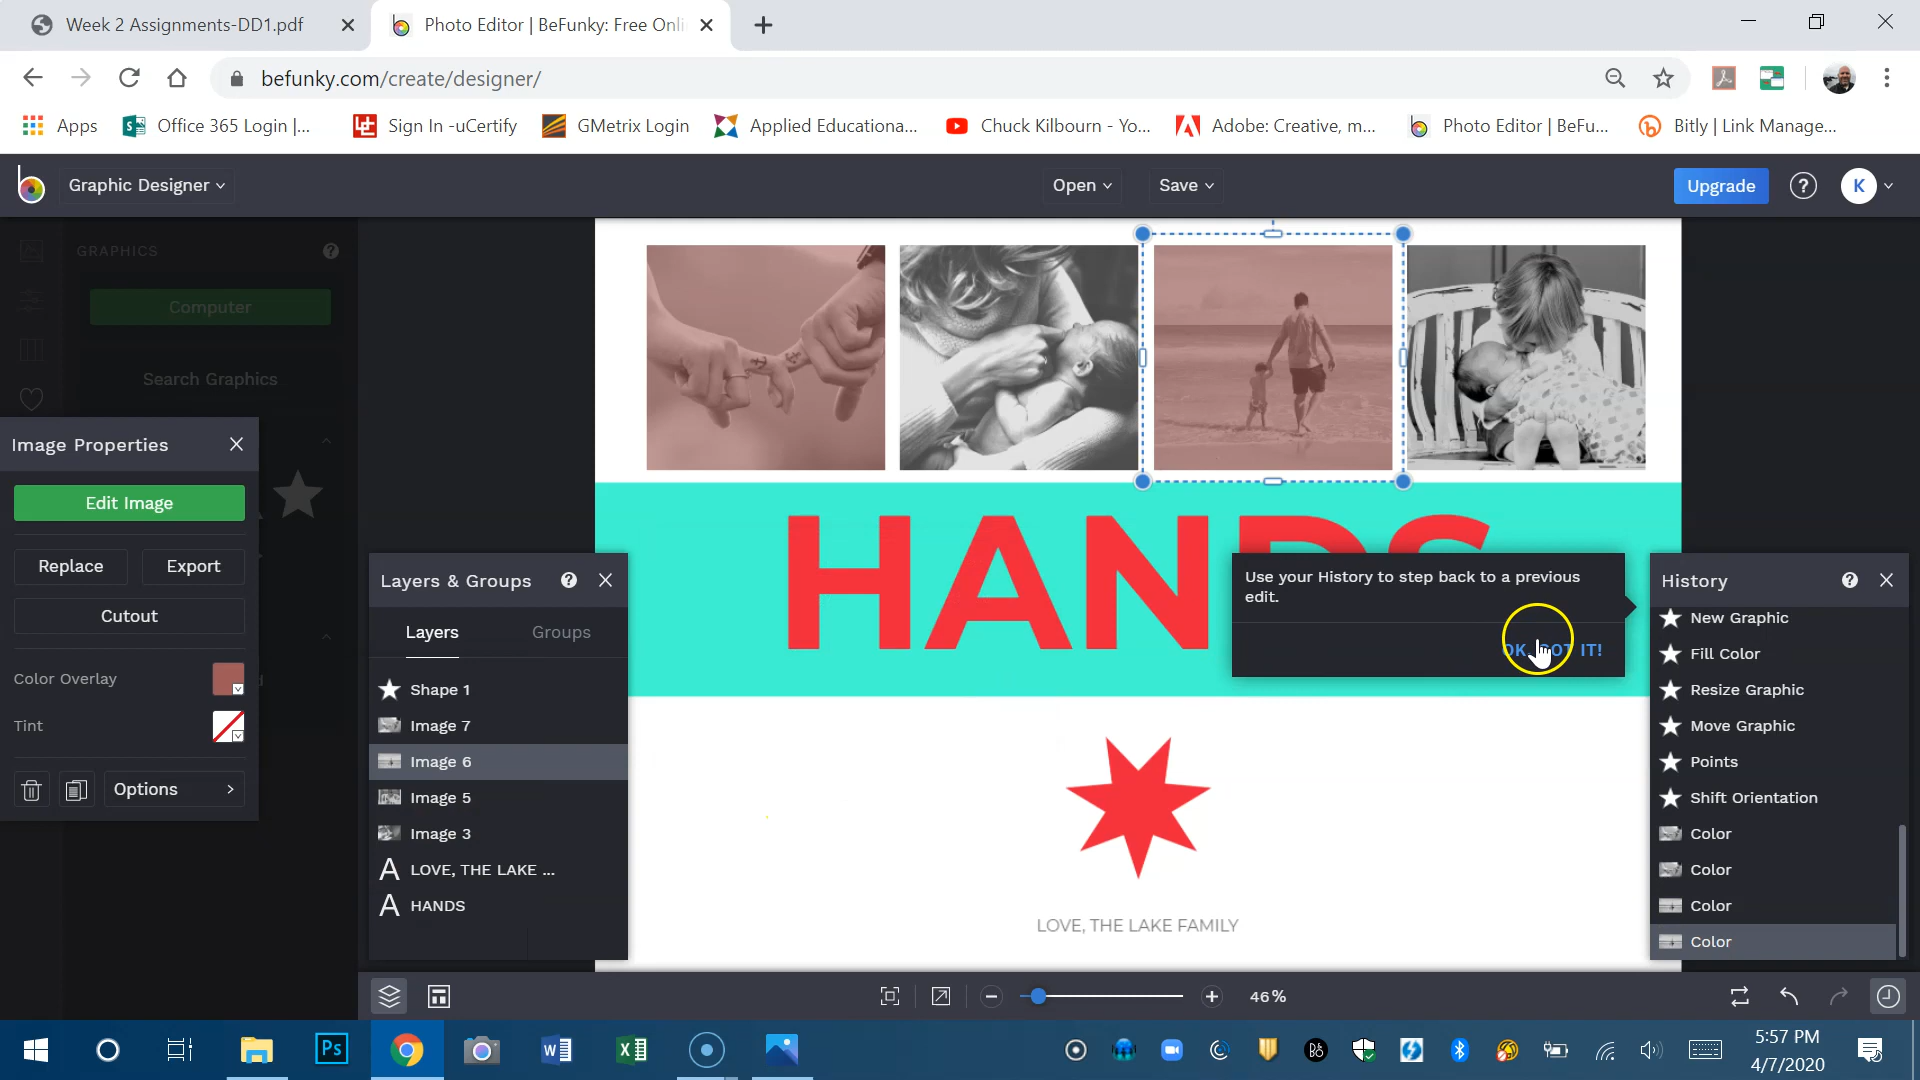 Week 2 Assignments-DD1.pdf
Photo Editor | BeFunky: Free Onli
befunky.com/create/designer/
Apps
Office 365 Login |...
Sign In -uCertify
GMetrix Login
Applied Educationa...
Chuck Kilbourn - Yo...
Adobe: Creative, m...
Photo Editor | BeFu...
Bitly | Link Manage...
Graphic Designer
Open
Save
Upgrade
?
K
GRAPHICS
?
Computer
Search Graphics
Image Properties
Edit Image
Replace
Export
Cutout
Color Overlay
Tint
Options
Layers & Groups
?
Layers
Groups
Shape 1
Image 7
Image 6
Image 5
Image 3
A LOVE, THE LAKE ...
A HANDS
HANDS
LOVE, THE LAKE FAMILY
Use your History to step back to a previous
edit.
OK, GOT IT!
History
?
New Graphic
Fill Color
Resize Graphic
Move Graphic
Points
Shift Orientation
Color
Color
Color
Color
46%
Ps
5:57 PM
4/7/2020